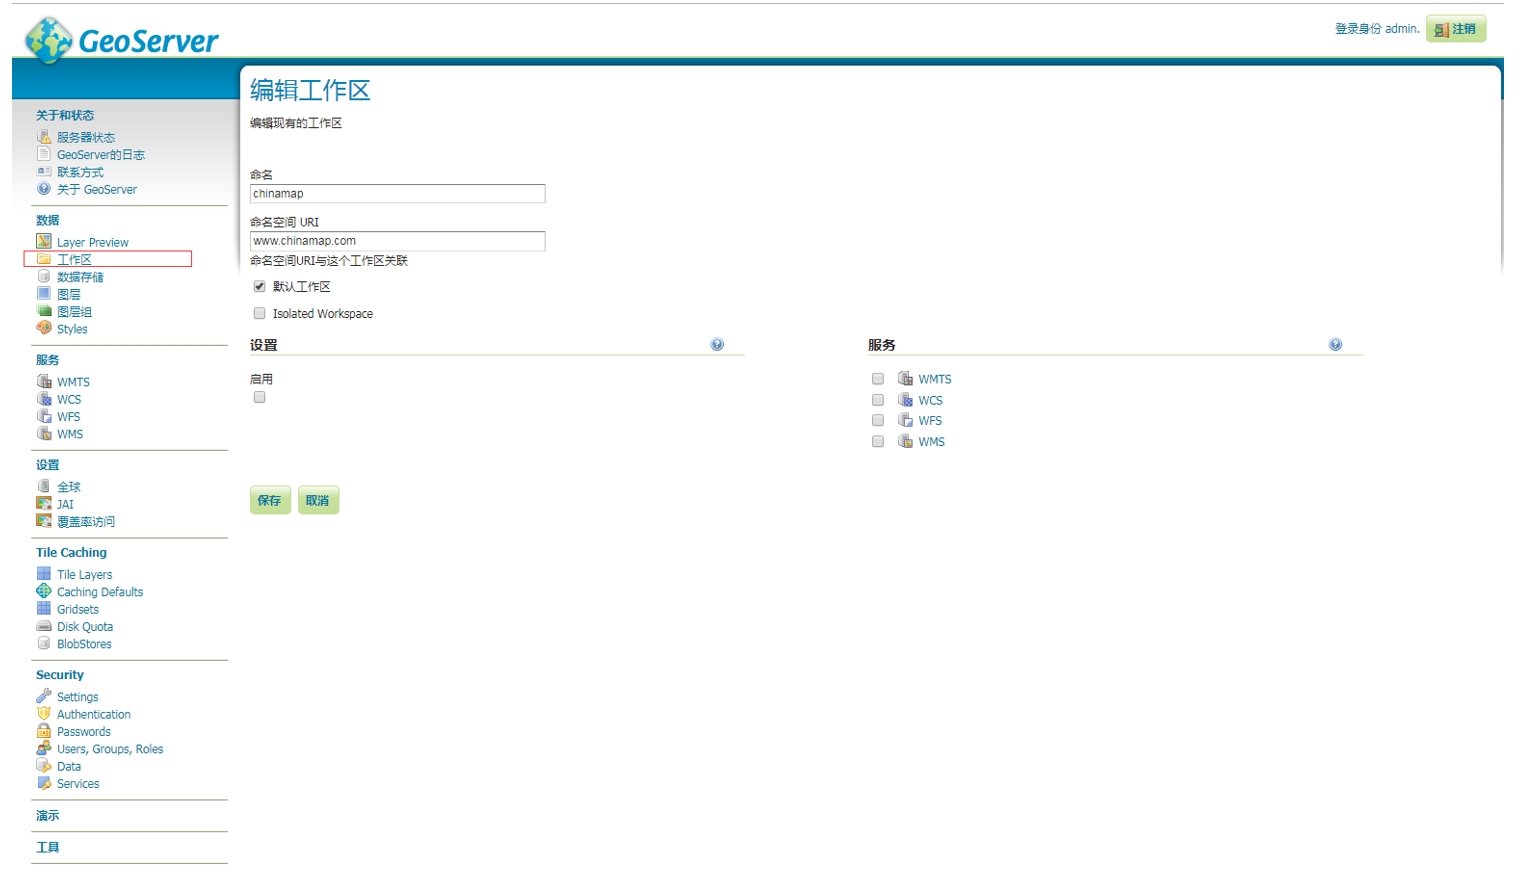 GeoServer
登录身份 admin.
注销
关于和状态
服务器状态
GeoServer的日志
联系方式
关于 GeoServer
数据
Layer Preview
工作区
数据存储
图层
图层组
Styles
服务
WMTS
WCS
WFS
WMS
设置
全球
JAI
覆盖率访问
Tile Caching
Tile Layers
Caching Defaults
Gridsets
Disk Quota
BlobStores
Security
Settings
Authentication
Passwords
Users, Groups, Roles
Data
Services
演示
工具
编辑工作区
编辑现有的工作区
命名
chinamap
命名空间 URI
www.chinamap.com
命名空间URI与这个工作区关联
默认工作区
Isolated Workspace
设置
启用
服务
WMTS
WCS
WFS
WMS
保存 取消